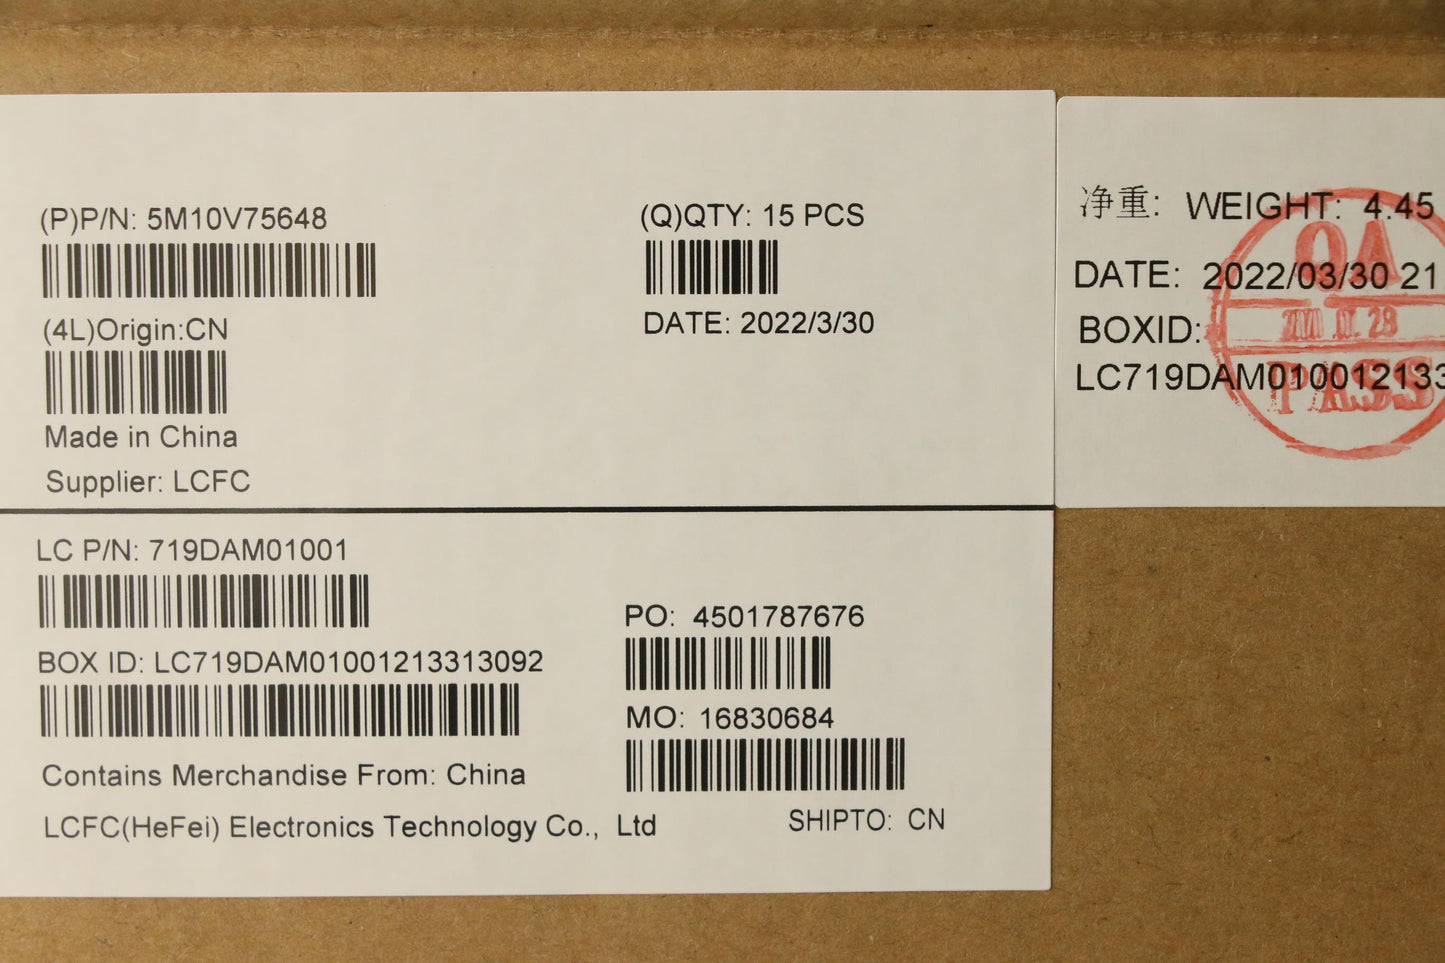 (P)P/N: 5M10V75648
(Q)QTY: 15 PCS
DATE: 2022/3/30
(4L)Origin:CN
Made in China
Supplier: LCFC
LC P/N: 719DAM01001
BOX ID: LC719DAM01001213313092
Contains Merchandise From: China
LCFC(HeFei) Electronics Technology Co., Ltd
PO: 4501787676
MO: 16830684
SHIPTO: CN
净重: WEIGHT: 4.45
DATE: 2022/03/30 21
BOXID:
LC719DAM010012133
QA
PASS